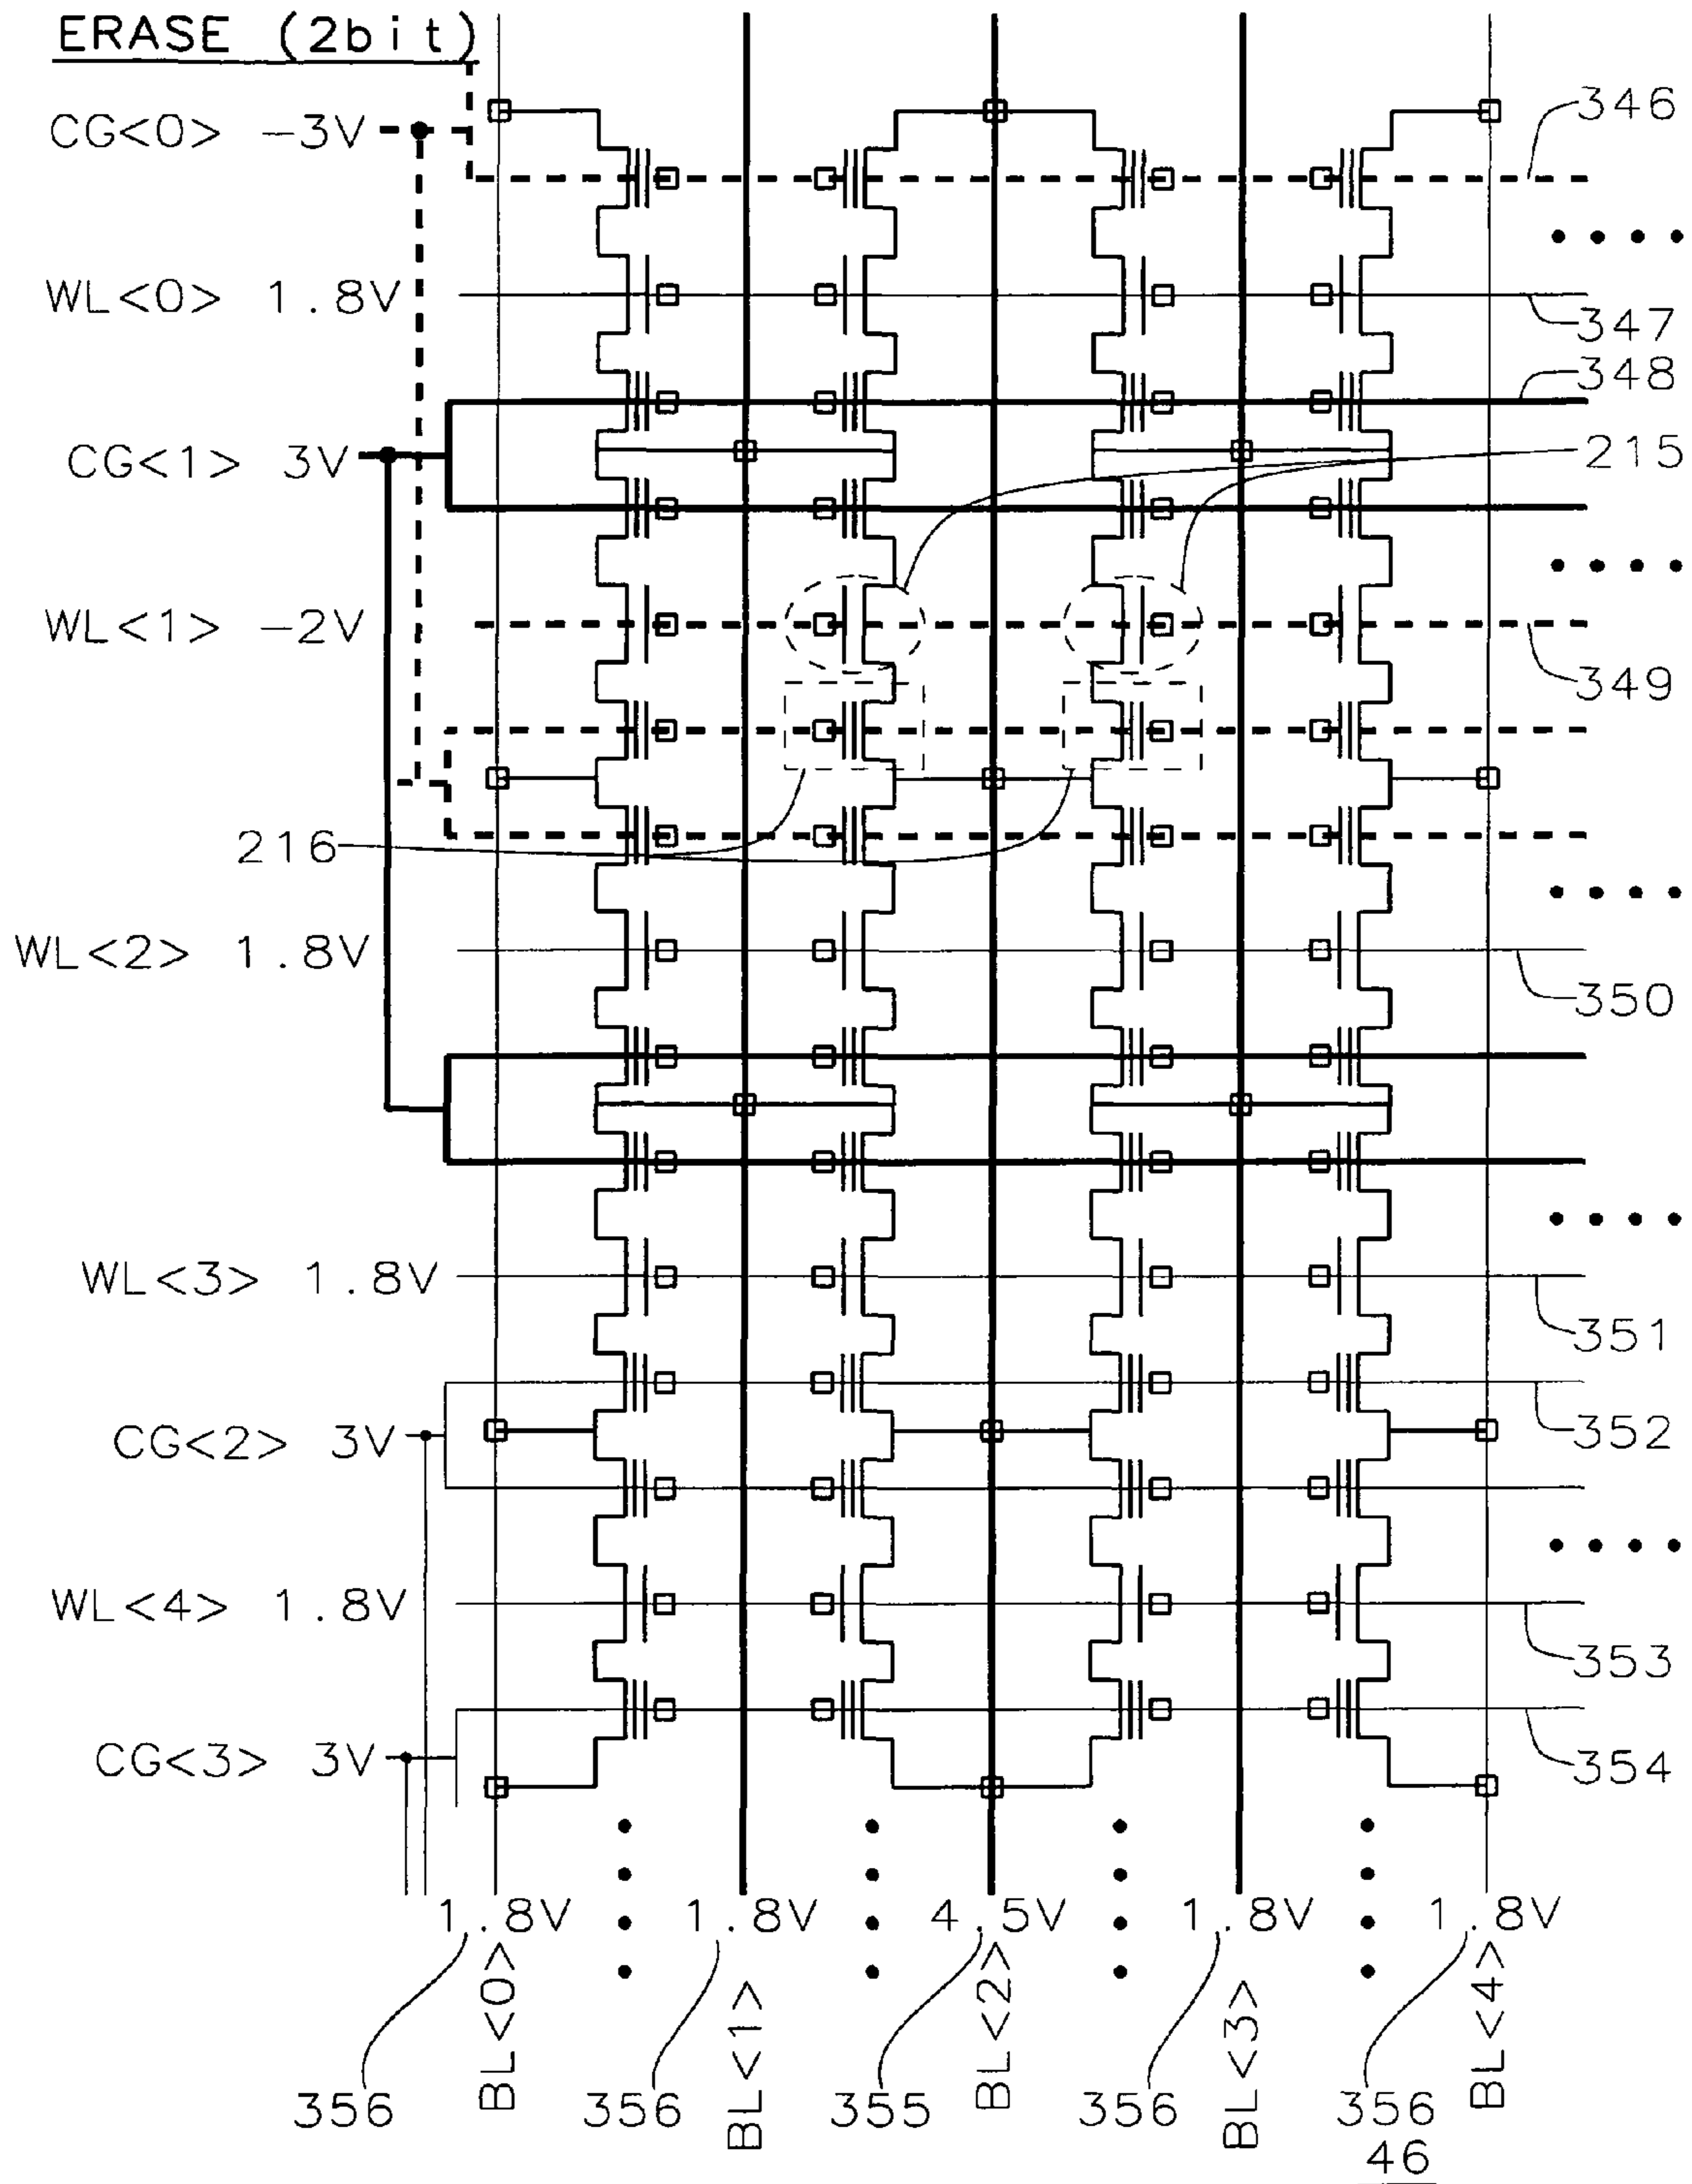 ERASE (2bit)
CG<0> -3V
346
WL<0> 1.8V
347
348
CG<1> 3V
215
WL<1> -2V
349
216
WL<2> 1.8V
350
WL<3> 1.8V
351
CG<2> 3V
352
WL<4> 1.8V
353
CG<3> 3V
354
1.8V 1.8V 4.5V 1.8V 1.8V
BL<0> BL<1> BL<2> BL<3> BL<4>
356 356 355 356 356
46